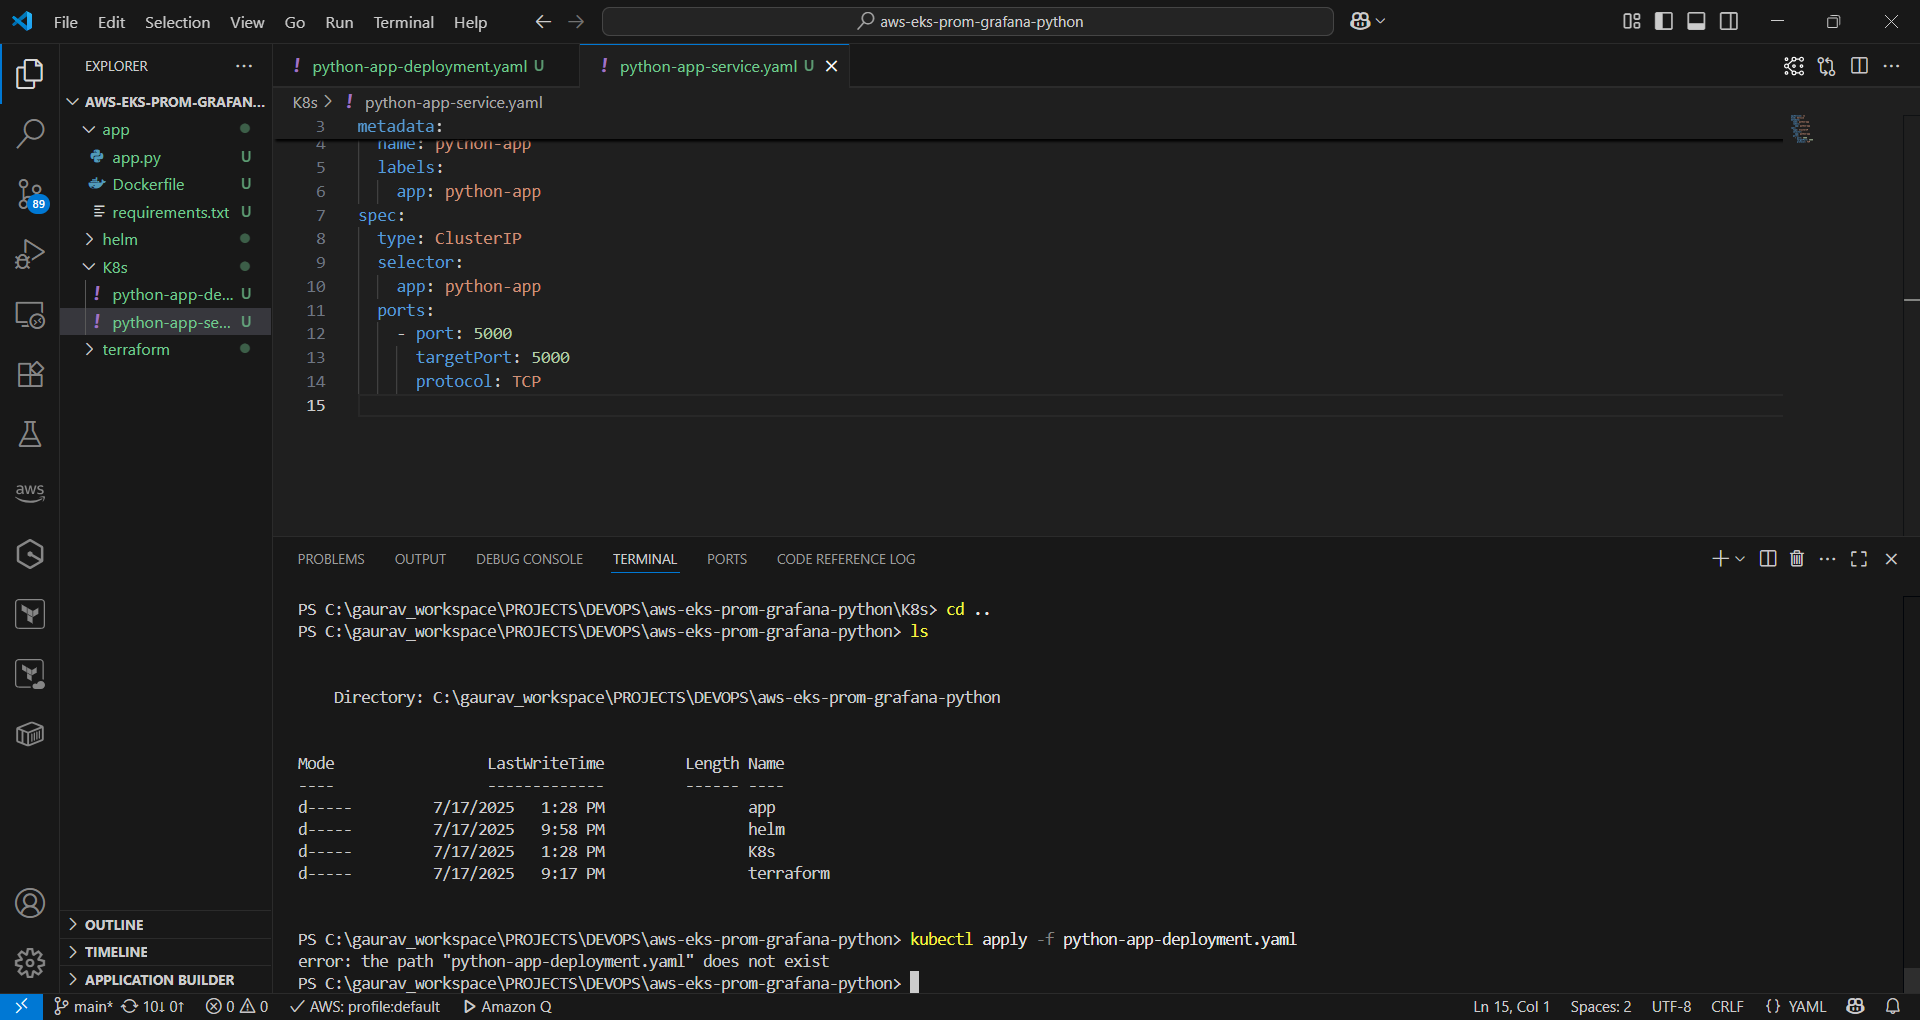 File Edit Selection View Go Run Terminal Help
aws-eks-prom-grafana-python
EXPLORER
AWS-EKS-PROM-GRAFAN...
app
app.py U
Dockerfile U
requirements.txt U
helm
K8s
! python-app-de... U
! python-app-se... U
terraform
OUTLINE
TIMELINE
APPLICATION BUILDER
89
aws
! python-app-deployment.yaml U
! python-app-service.yaml U
K8s > ! python-app-service.yaml
3 metadata:
4 name: python-app
5 labels:
6 app: python-app
7 spec:
8 type: ClusterIP
9 selector:
10 app: python-app
11 ports:
12 - port: 5000
13 targetPort: 5000
14 protocol: TCP
15
PROBLEMS OUTPUT DEBUG CONSOLE TERMINAL PORTS CODE REFERENCE LOG
PS C:\gaurav_workspace\PROJECTS\DEVOPS\aws-eks-prom-grafana-python\K8s> cd ..
PS C:\gaurav_workspace\PROJECTS\DEVOPS\aws-eks-prom-grafana-python> ls
Directory: C:\gaurav_workspace\PROJECTS\DEVOPS\aws-eks-prom-grafana-python
Mode LastWriteTime Length Name
---- ------------- ------ ----
d----- 7/17/2025 1:28 PM app
d----- 7/17/2025 9:58 PM helm
d----- 7/17/2025 1:28 PM K8s
d----- 7/17/2025 9:17 PM terraform
PS C:\gaurav_workspace\PROJECTS\DEVOPS\aws-eks-prom-grafana-python> kubectl apply -f python-app-deployment.yaml
error: the path "python-app-deployment.yaml" does not exist
PS C:\gaurav_workspace\PROJECTS\DEVOPS\aws-eks-prom-grafana-python>
main* 10↓ 0↑ 0 0 AWS: profile:default Amazon Q Ln 15, Col 1 Spaces: 2 UTF-8 CRLF {} YAML